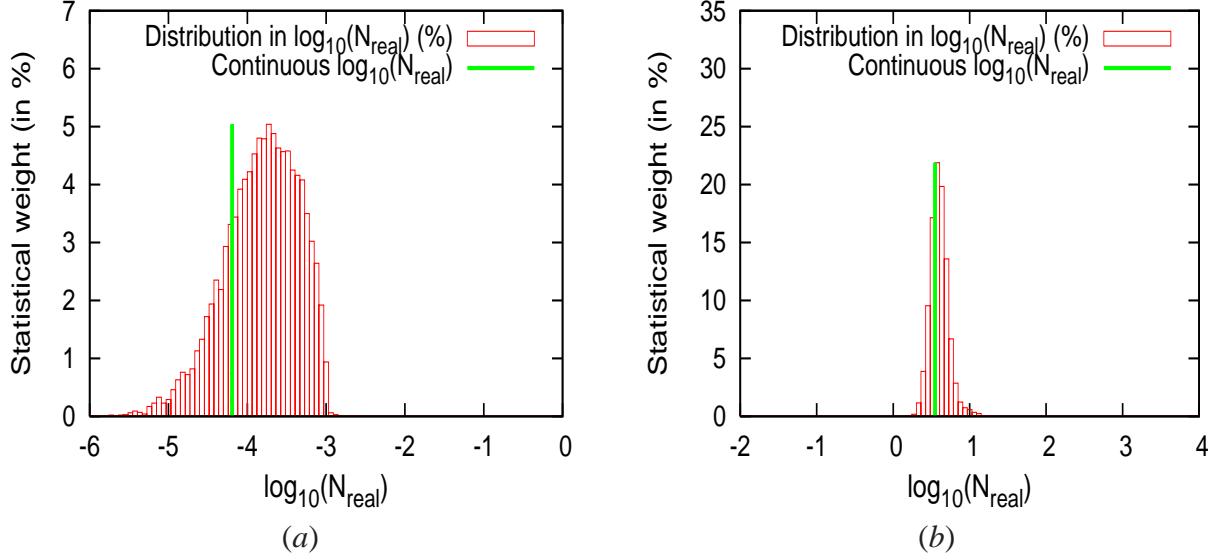 7
6
5
4
3
2
1
0
Statistical weight (in %)
Distribution in log10(Nreal) (%)
Continuous log10(Nreal)
-6 -5 -4 -3 -2 -1 0
log10(Nreal)
(a)
35
30
25
20
15
10
5
0
Statistical weight (in %)
Distribution in log10(Nreal) (%)
Continuous log10(Nreal)
-2 -1 0 1 2 3 4
log10(Nreal)
(b)